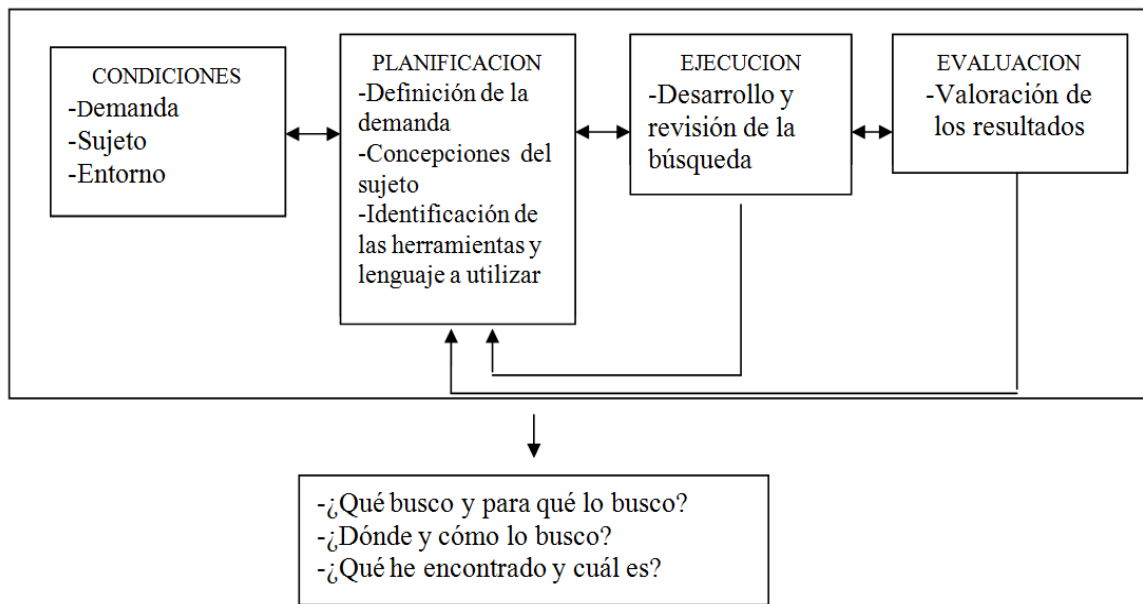 CONDICIONES
-Demanda
-Sujeto
-Entorno
PLANIFICACION
-Definición de la
demanda
-Concepciones del
sujeto
-Identificación de
las herramientas y
lenguaje a utilizar
EJECUCION
-Desarrollo y
revisión de la
búsqueda
EVALUACION
-Valoración de
los resultados
-¿Qué busco y para qué lo busco?
-¿Dónde y cómo lo busco?
-¿Qué he encontrado y cuál es?